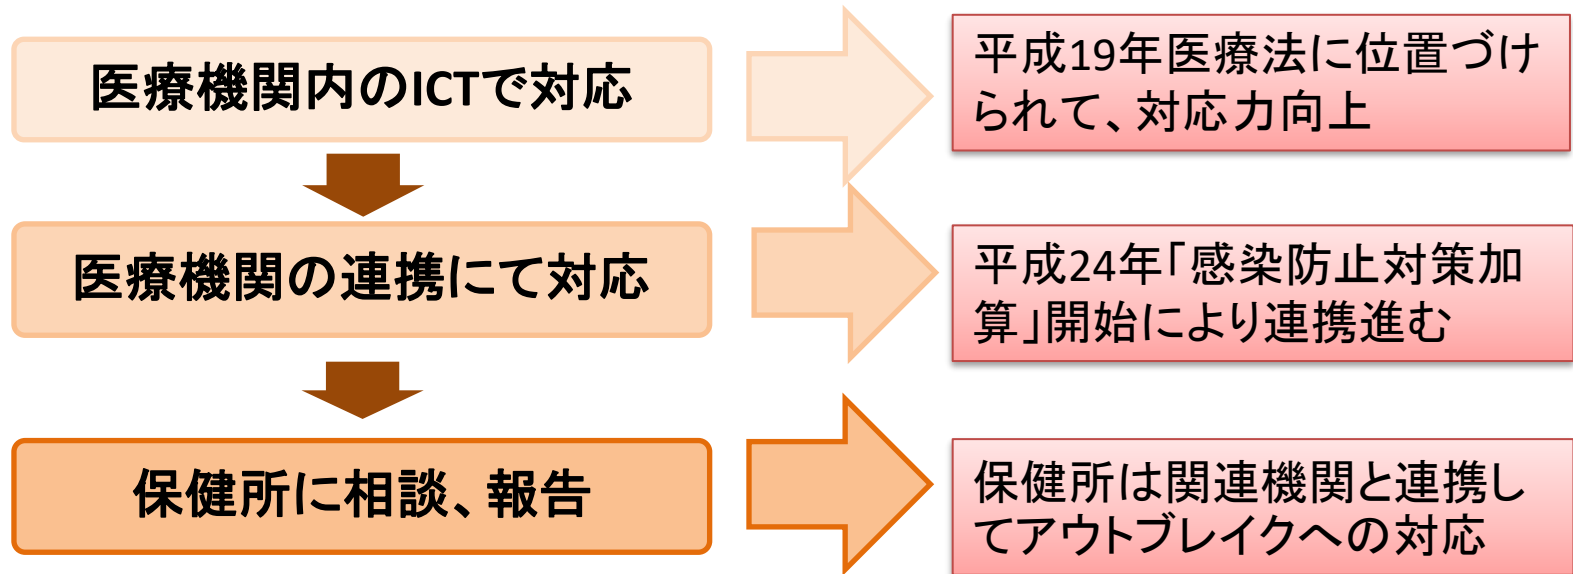 医療機関内のICTで対応
平成19年医療法に位置づけ
られて、対応力向上
医療機関の連携にて対応
平成24年「感染防止対策加
算」開始により連携進む
保健所に相談、報告
保健所は関連機関と連携し
てアウトブレイクへの対応